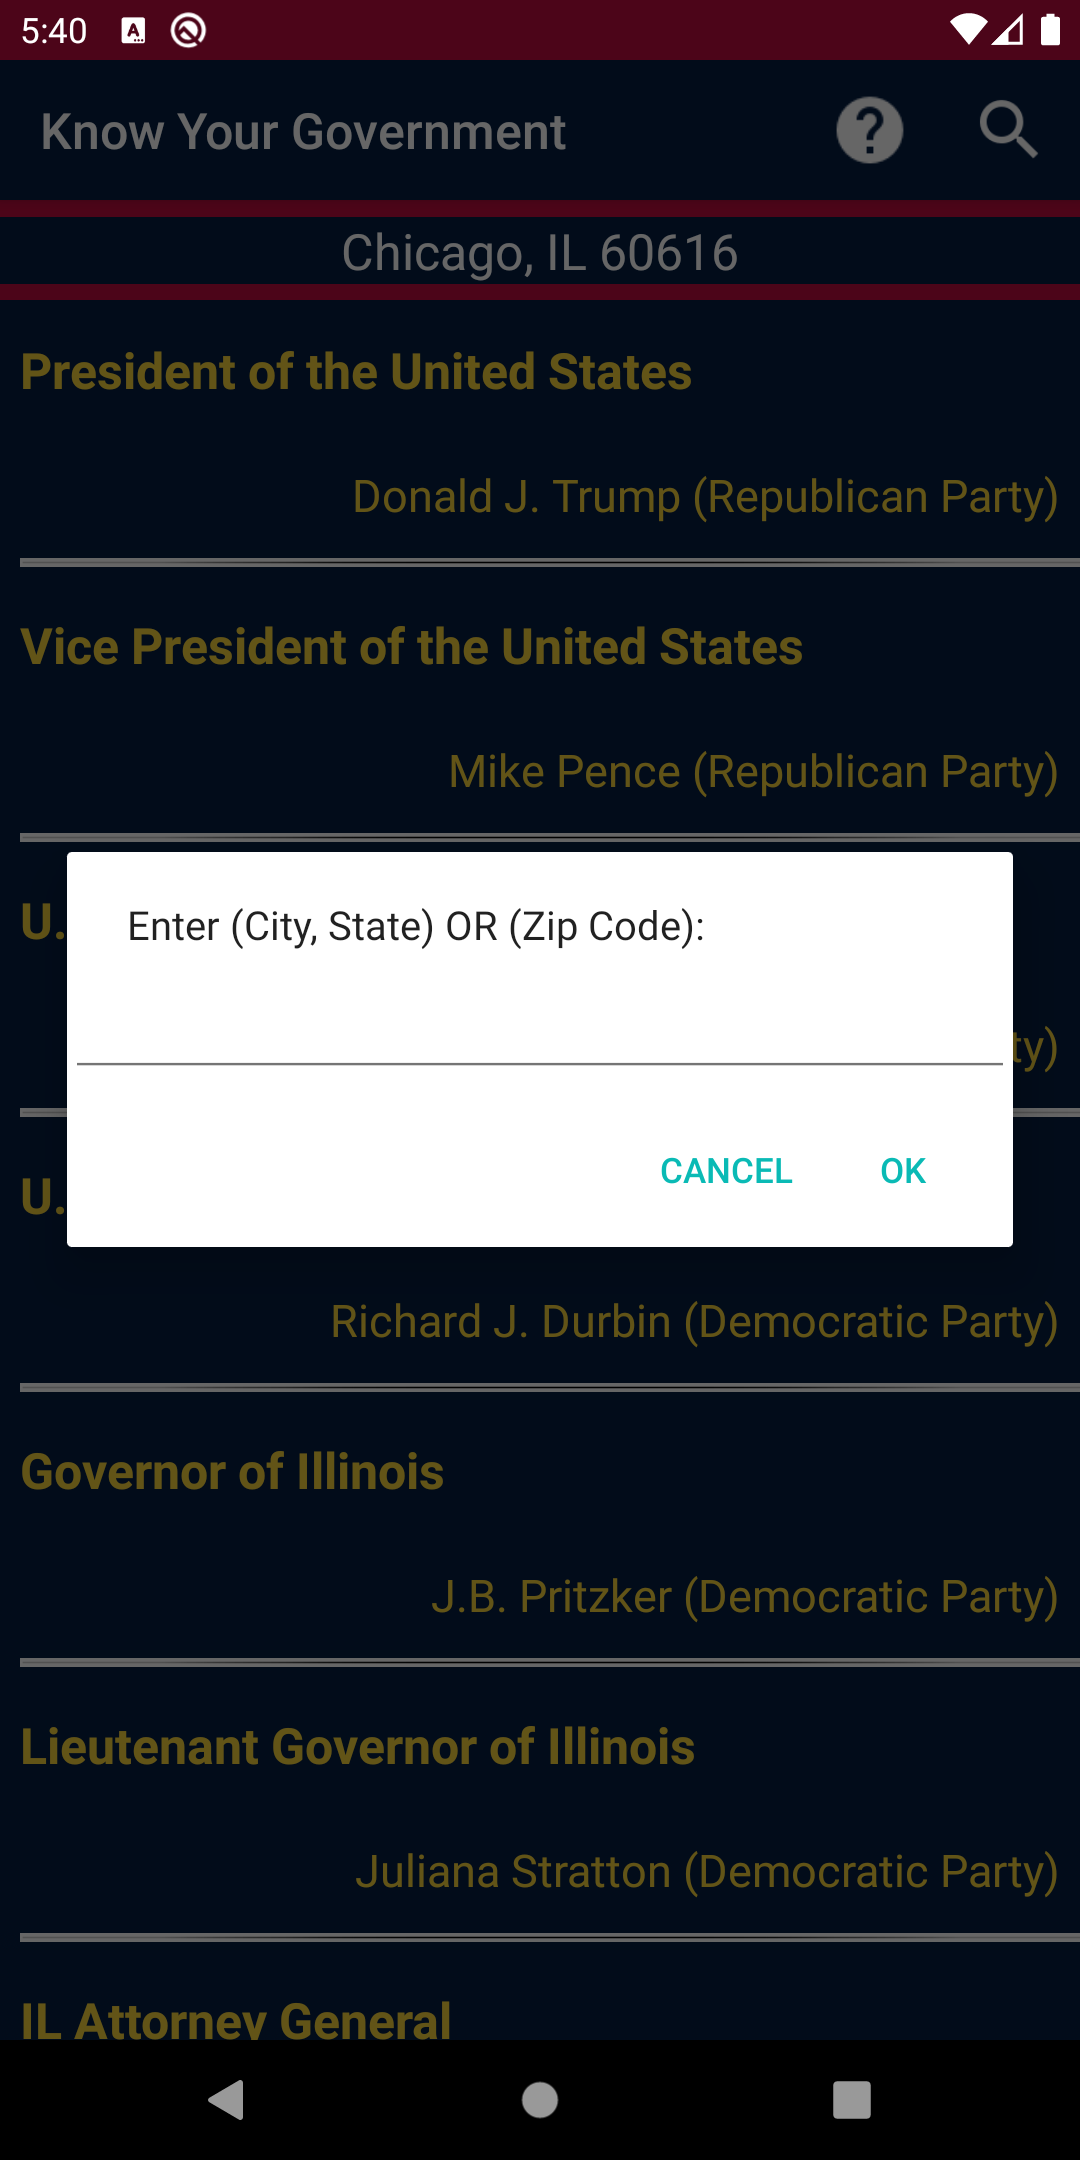 5:40
Know Your Government
Chicago, IL 60616
President of the United States
Donald J. Trump (Republican Party)
Vice President of the United States
Mike Pence (Republican Party)
U.
Enter (City, State) OR (Zip Code):
ty)
CANCEL OK
U.
Richard J. Durbin (Democratic Party)
Governor of Illinois
J.B. Pritzker (Democratic Party)
Lieutenant Governor of Illinois
Juliana Stratton (Democratic Party)
IL Attorney General